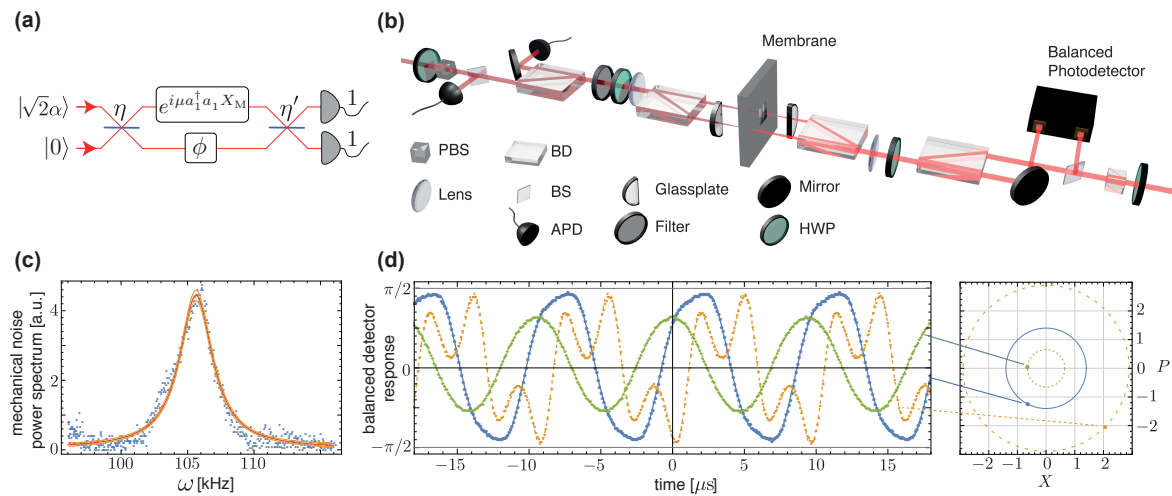 (a)
|√2α⟩
η
e^{iμa₁†a₁X_M}
η′
1
|0⟩
ϕ
1
(b)
Membrane
Balanced
Photodetector
PBS
BD
Lens
BS
Glassplate
Mirror
APD
Filter
HWP
(c)
mechanical noise
power spectrum [a.u.]
4
2
0
100
105
110
ω [kHz]
(d)
balanced detector
response
π/2
0
−π/2
−15
−10
−5
0
5
10
15
time [μs]
2
1
0
−1
−2
P
−2
−1
0
1
2
X